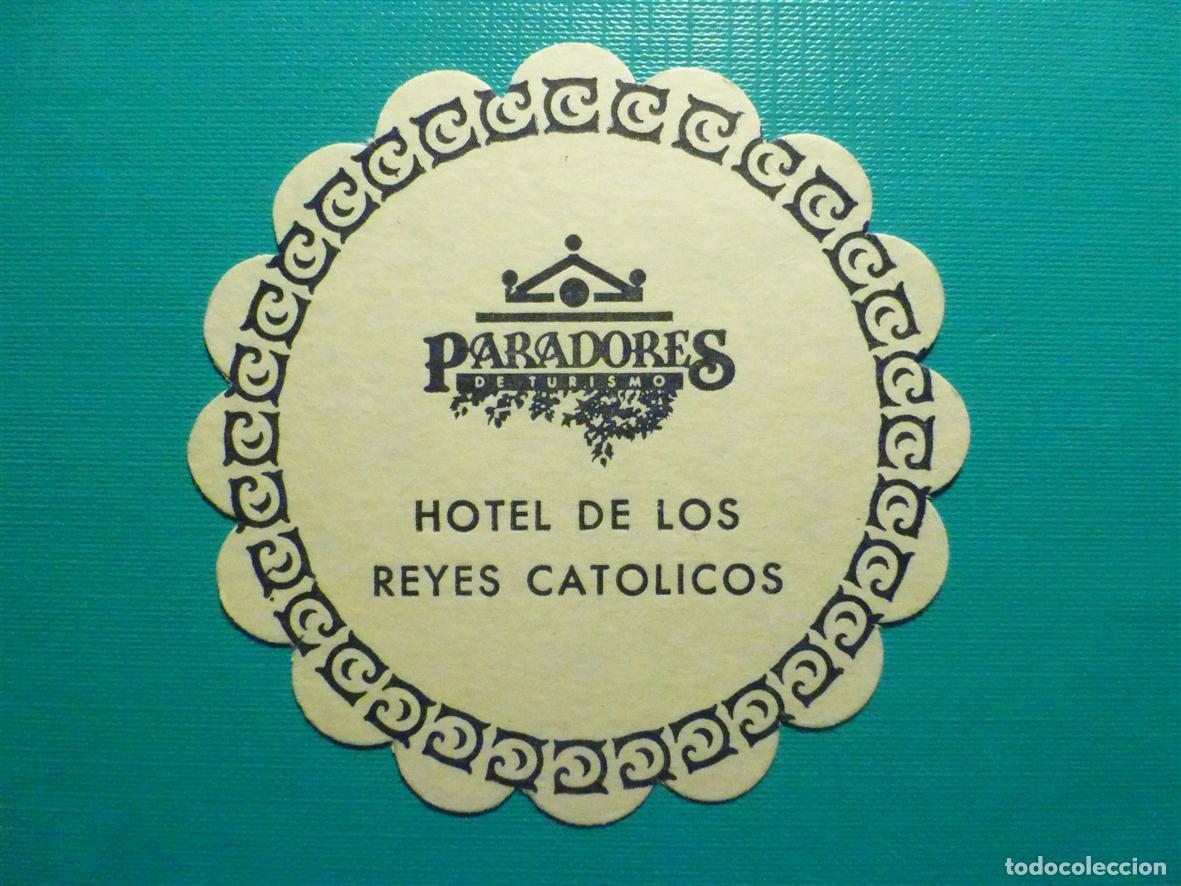 PARADORES
DE TURISMO
HOTEL DE LOS
REYES CATOLICOS
todocoleccion